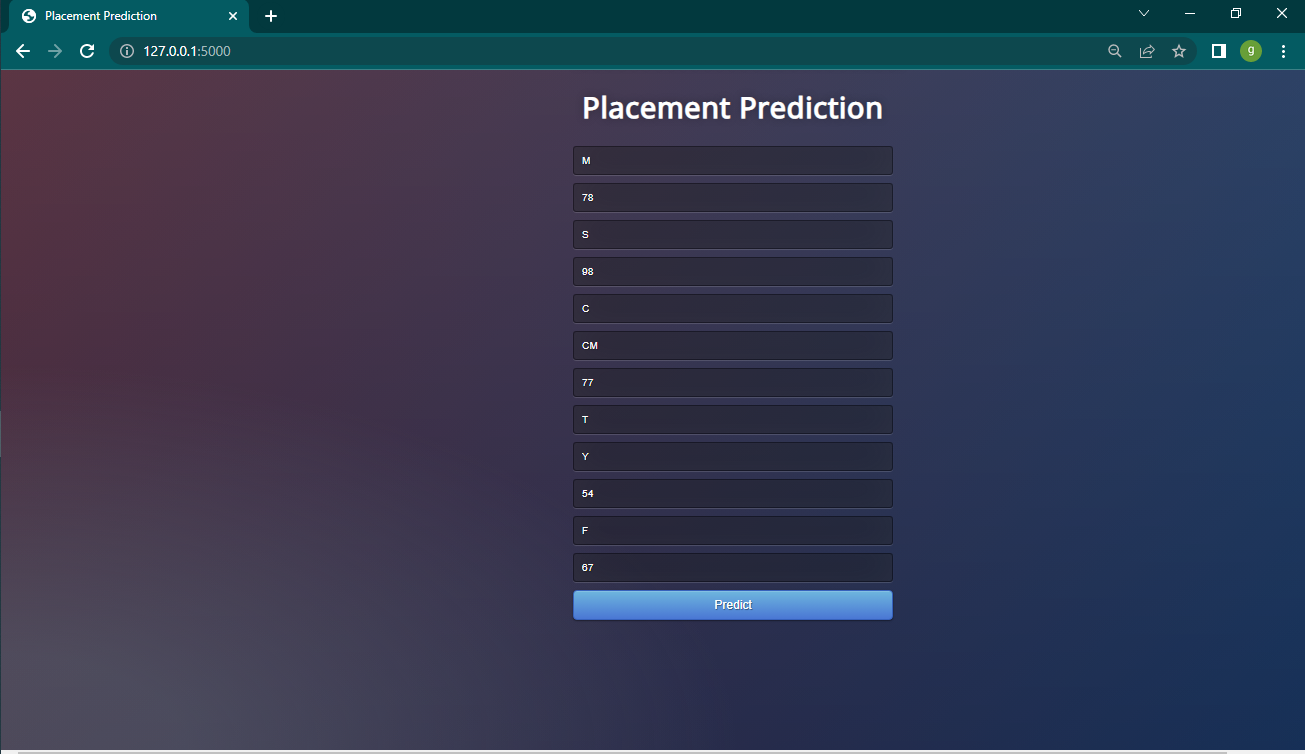 Placement Prediction
127.0.0.1:5000
g
Placement Prediction
M
78
S
98
C
CM
77
T
Y
54
F
67
Predict